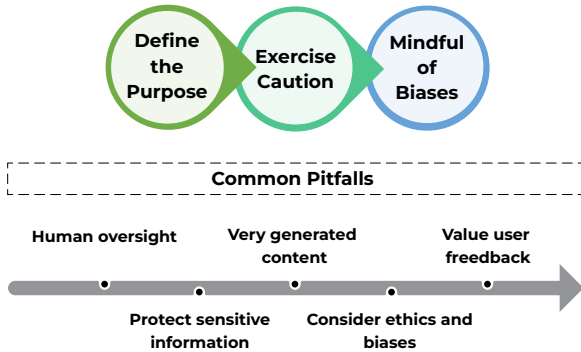 Define
the
Purpose
Exercise
Caution
Mindful
of
Biases
Common Pitfalls
Human oversight
Protect sensitive
information
Very generated
content
Consider ethics and
biases
Value user
freedback